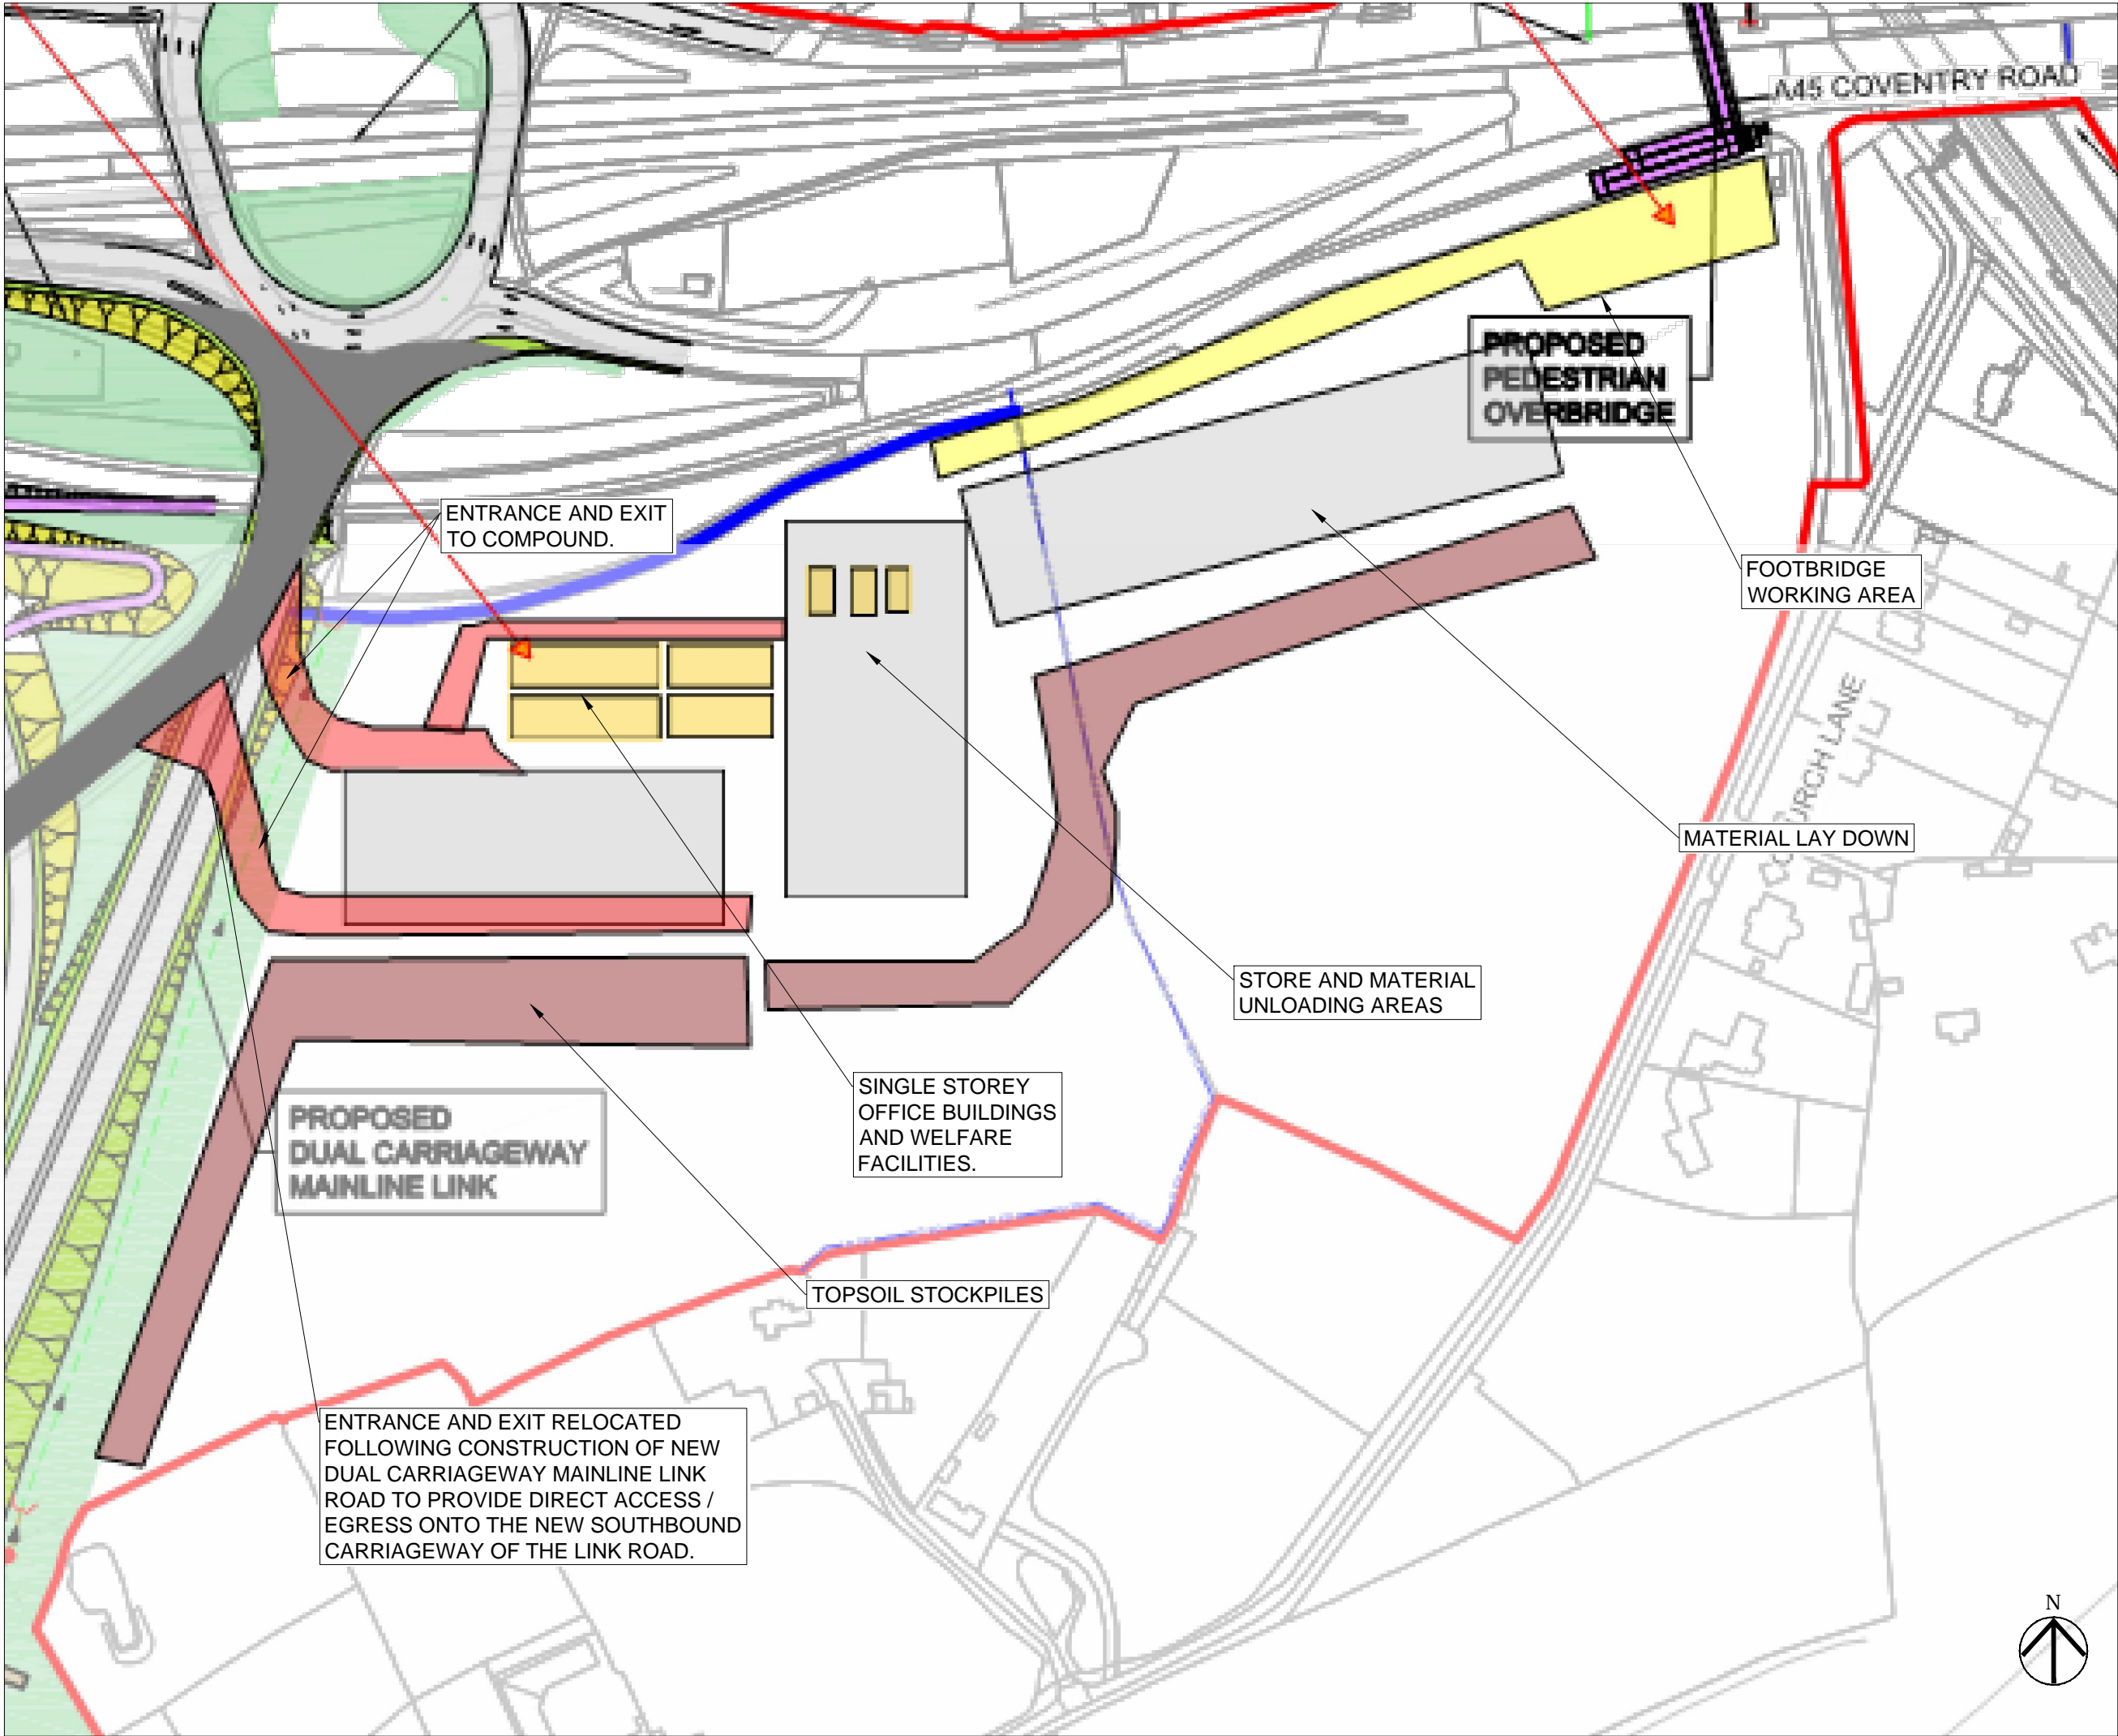 A45 COVENTRY ROAD
PROPOSED
PEDESTRIAN
OVERBRIDGE
ENTRANCE AND EXIT
TO COMPOUND.
FOOTBRIDGE
WORKING AREA
MATERIAL LAY DOWN
LANE
STORE AND MATERIAL
UNLOADING AREAS
SINGLE STOREY
OFFICE BUILDINGS
AND WELFARE
FACILITIES.
PROPOSED
DUAL CARRIAGEWAY
MAINLINE LINK
TOPSOIL STOCKPILES
ENTRANCE AND EXIT RELOCATED
FOLLOWING CONSTRUCTION OF NEW
DUAL CARRIAGEWAY MAINLINE LINK
ROAD TO PROVIDE DIRECT ACCESS /
EGRESS ONTO THE NEW SOUTHBOUND
CARRIAGEWAY OF THE LINK ROAD.
N